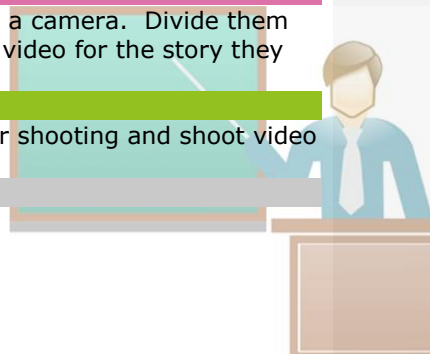 a camera. Divide them
video for the story they
r shooting and shoot video